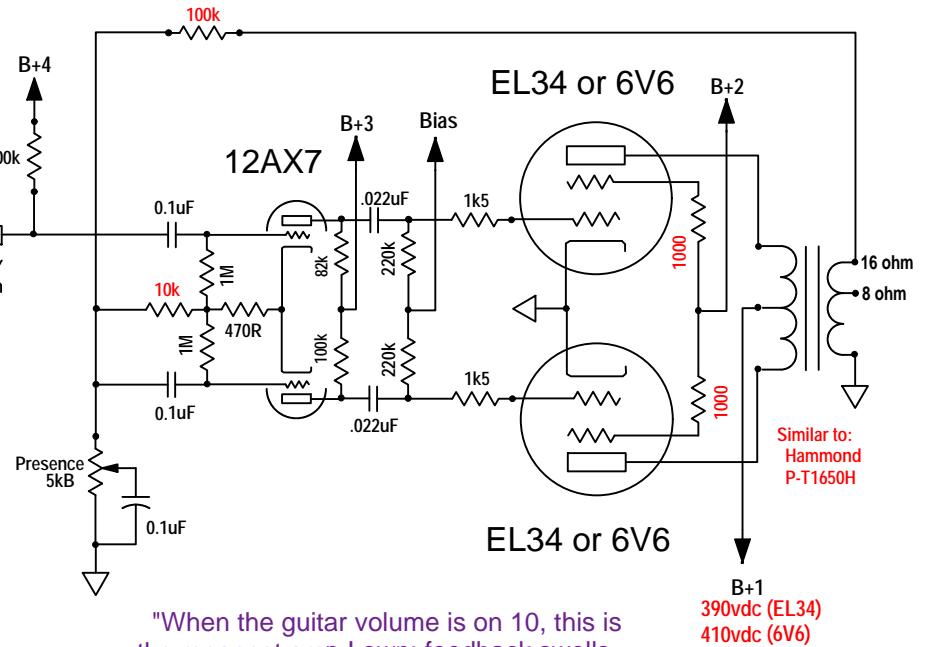 100k
B+4
EL34 or 6V6
B+2
B+3
Bias
12AX7
.022uF
1k5
0.1uF
1M
82k
220k
1000
16 ohm
8 ohm
10k
470R
1M
100k
220k
1000
0.1uF
.022uF
1k5
Similar to:
Hammond
P-T1650H
Presence
5kB
0.1uF
EL34 or 6V6
B+1
390vdc (EL34)
410vdc (6V6)
"When the guitar volume is on 10, this is